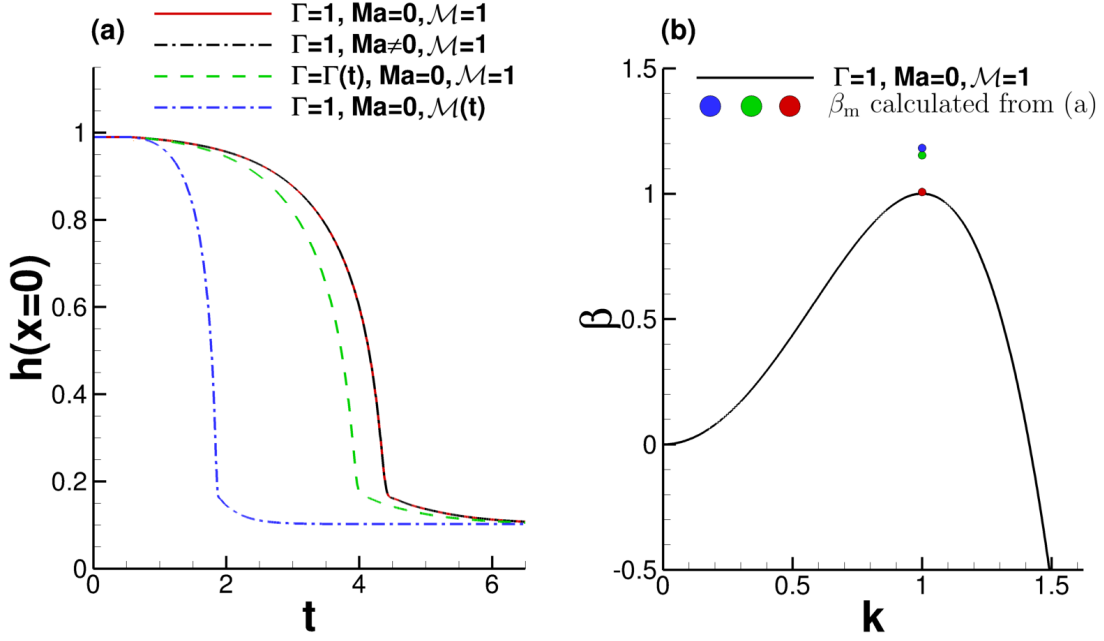 (a)
Γ=1, Ma=0, ℳ=1
Γ=1, Ma≠0, ℳ=1
Γ=Γ(t), Ma=0, ℳ=1
Γ=1, Ma=0, ℳ(t)
h(x=0)
1
0.8
0.6
0.4
0.2
0
0
2
4
6
t
(b)
Γ=1, Ma=0, ℳ=1
βm calculated from (a)
β
1.5
1
0.5
0
-0.5
0
0.5
1
1.5
k